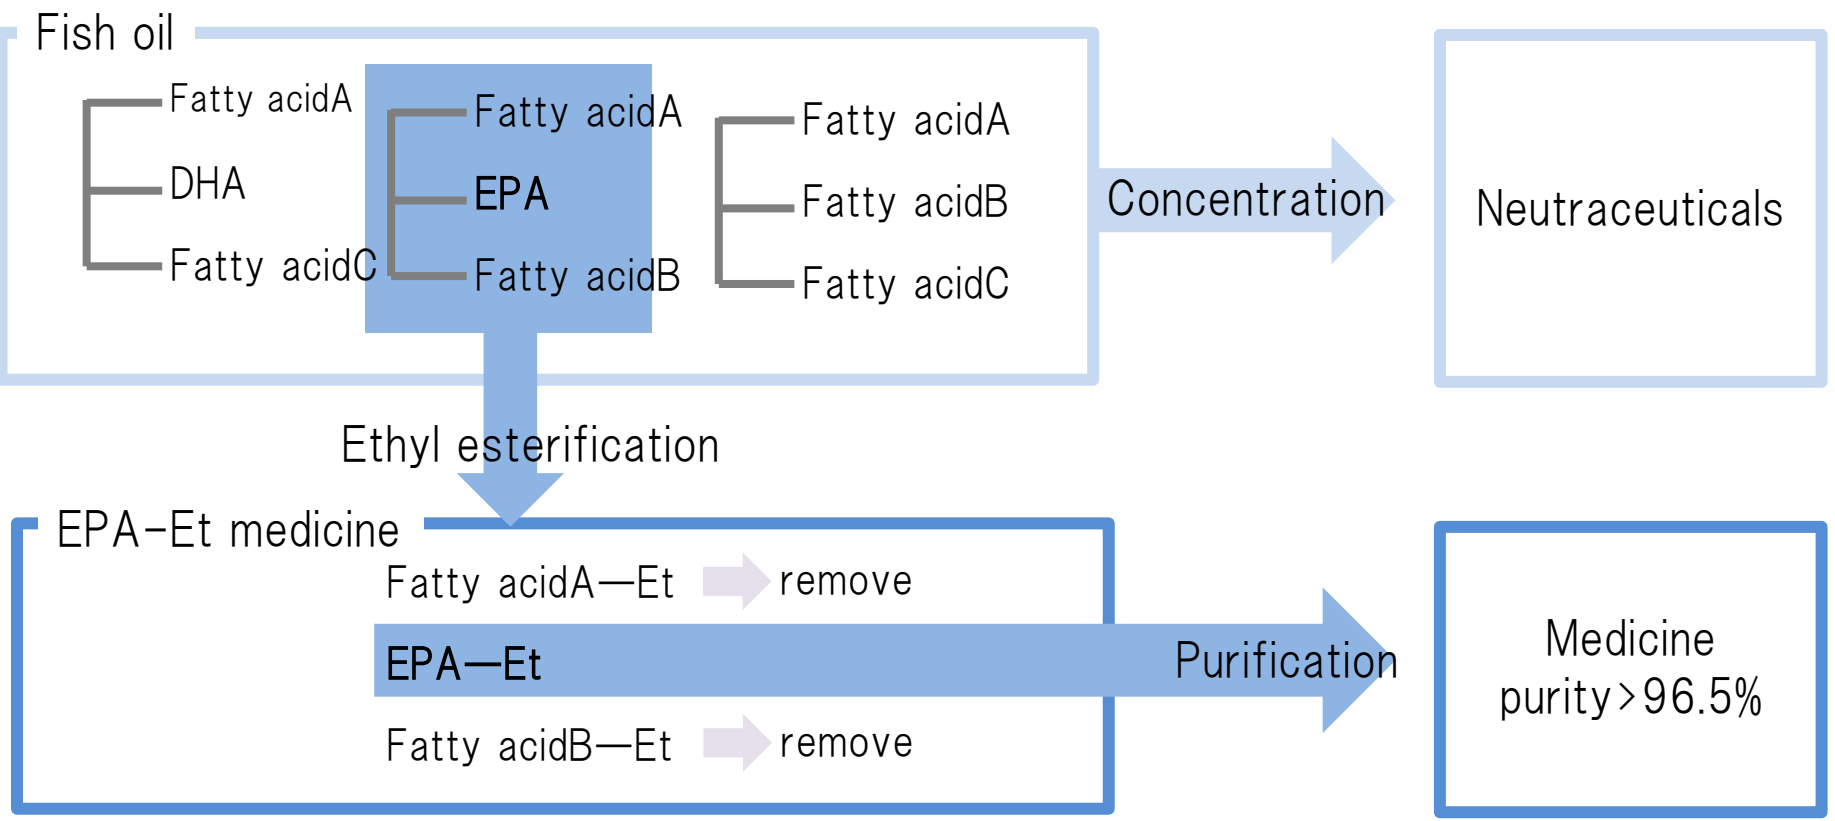 Fish oil
Fatty acidA
DHA
Fatty acidC
Fatty acidA
EPA
Fatty acidB
Fatty acidA
Fatty acidB
Fatty acidC
Concentration
Neutraceuticals
Ethyl esterification
EPA-Et medicine
Fatty acidA—Et
remove
EPA—Et
Fatty acidB—Et
remove
Purification
Medicine
purity>96.5%